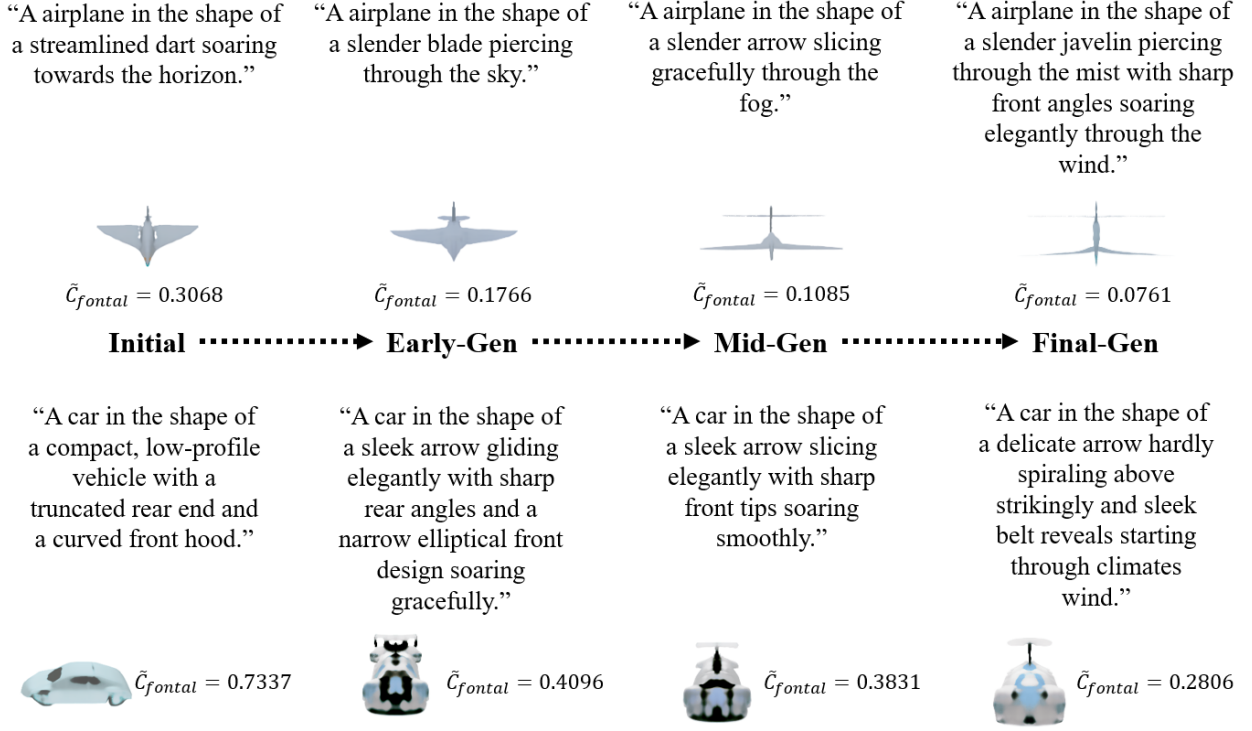 “A airplane in the shape of
a streamlined dart soaring
towards the horizon.”
“A airplane in the shape of
a slender blade piercing
through the sky.”
“A airplane in the shape of
a slender arrow slicing
gracefully through the
fog.”
“A airplane in the shape of
a slender javelin piercing
through the mist with sharp
front angles soaring
elegantly through the
wind.”
C̃fontal = 0.3068
C̃fontal = 0.1766
C̃fontal = 0.1085
C̃fontal = 0.0761
Initial
Early-Gen
Mid-Gen
Final-Gen
“A car in the shape of
a compact, low-profile
vehicle with a
truncated rear end and
a curved front hood.”
“A car in the shape of
a sleek arrow gliding
elegantly with sharp
rear angles and a
narrow elliptical front
design soaring
gracefully.”
“A car in the shape of
a sleek arrow slicing
elegantly with sharp
front tips soaring
smoothly.”
“A car in the shape of
a delicate arrow hardly
spiraling above
strikingly and sleek
belt reveals starting
through climates
wind.”
C̃fontal = 0.7337
C̃fontal = 0.4096
C̃fontal = 0.3831
C̃fontal = 0.2806